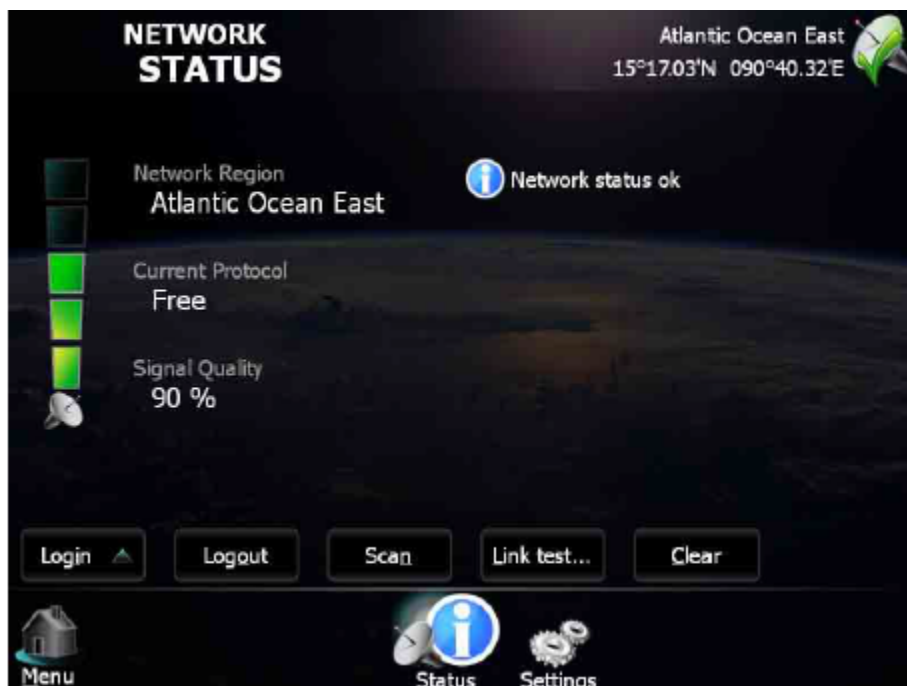 NETWORK
STATUS
Atlantic Ocean East
15°17.03'N 090°40.32'E
Network Region
Atlantic Ocean East
Network status ok
Current Protocol
Free
Signal Quality
90 %
Login
Logout
Scan
Link test...
Clear
Menu
Status
Settings